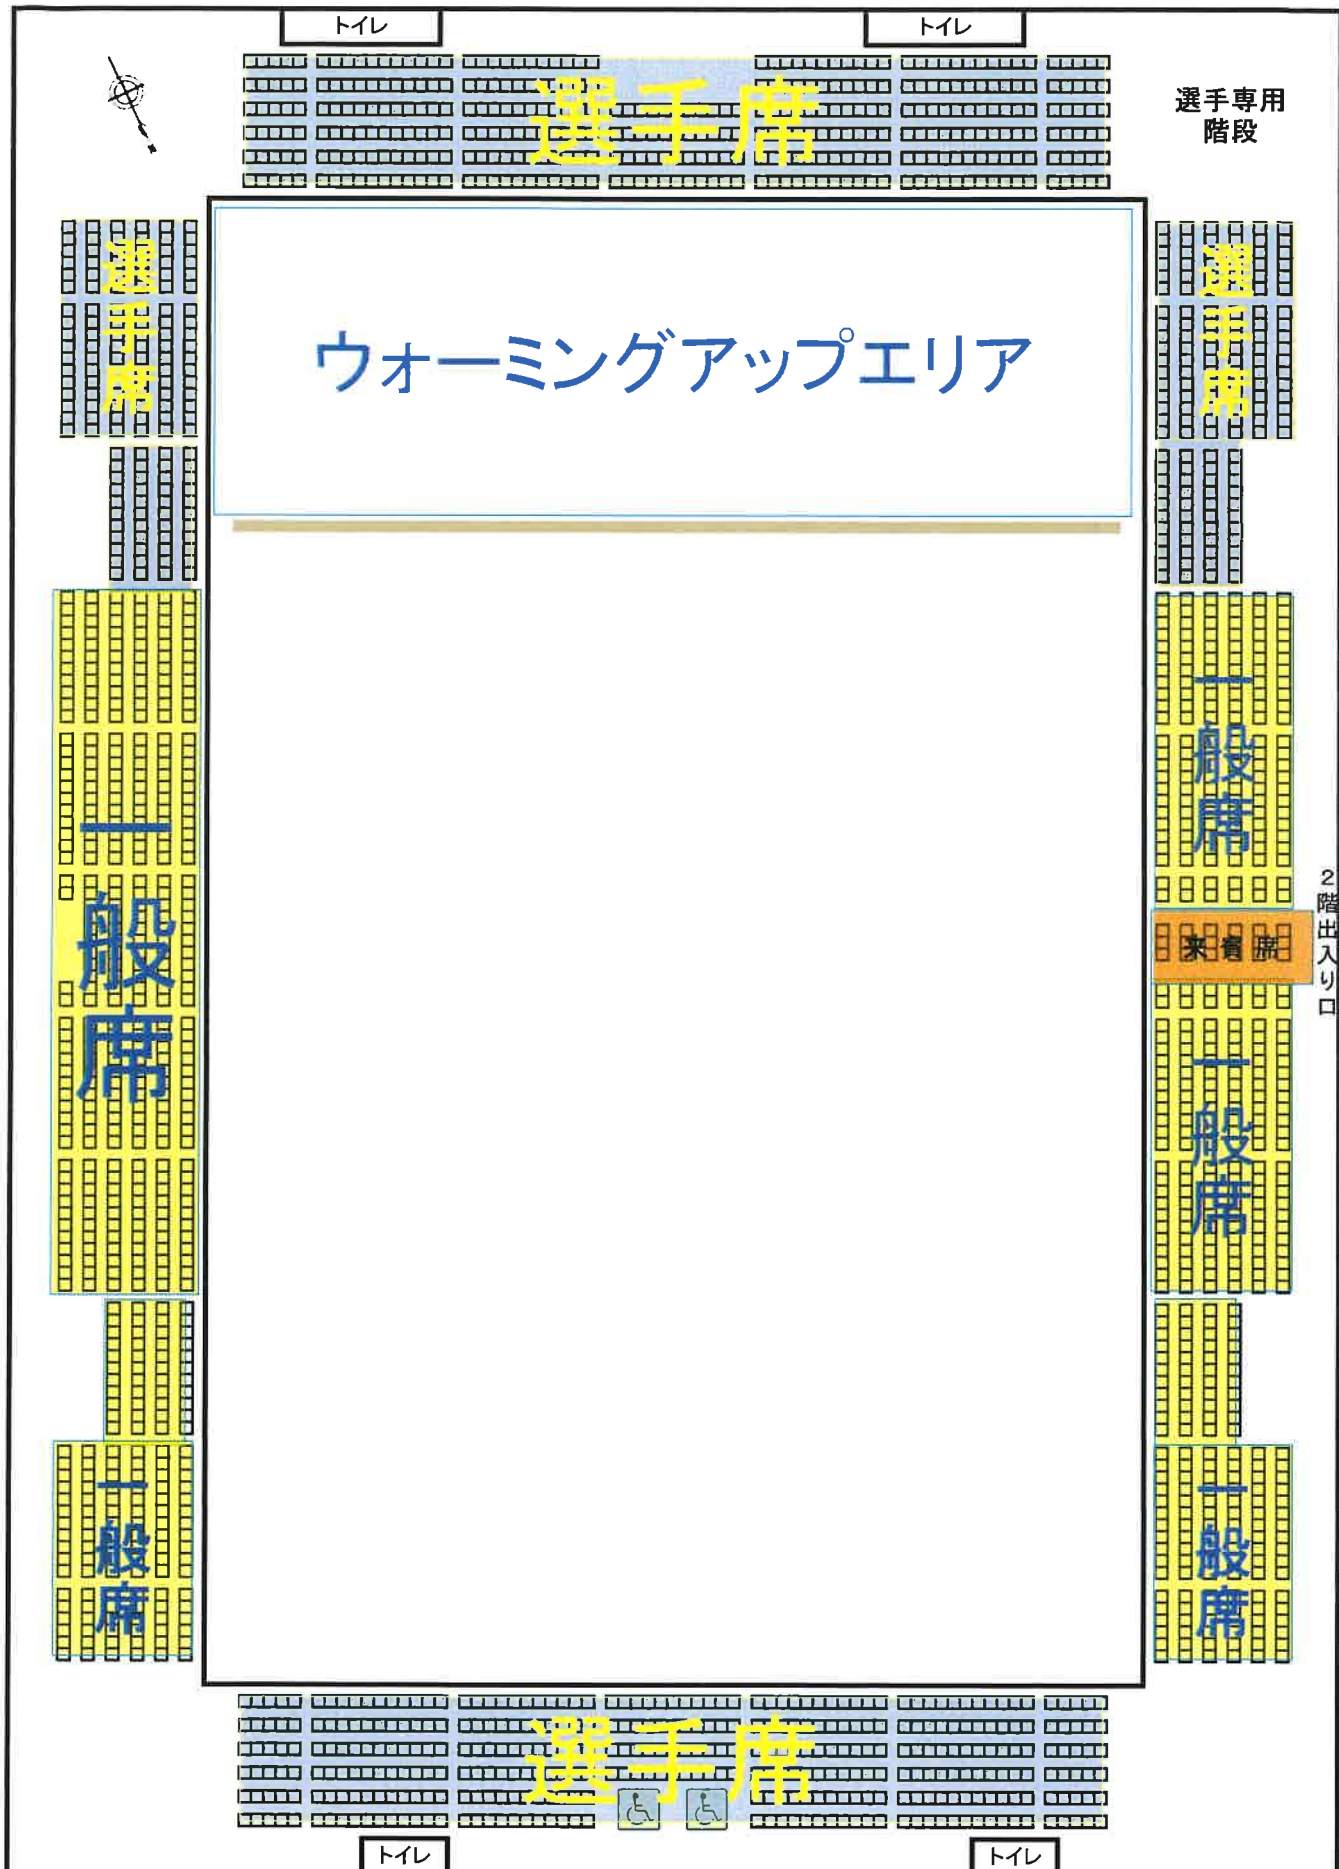 トイレ
トイレ
選手席
選手専用
階段
選手席
選手席
ウォーミングアップエリア
一般席
一般席
来賓席
2階出入り口
一般席
一般席
一般席
選手席
トイレ
トイレ